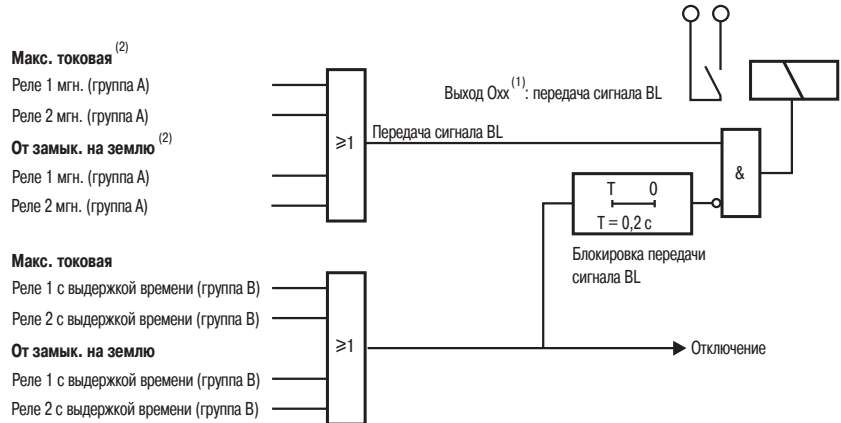 Макс. токовая (2)
Реле 1 мгн. (группа A)
Реле 2 мгн. (группа A)
От замык. на землю (2)
Реле 1 мгн. (группа A)
Реле 2 мгн. (группа A)
≥1
Передача сигнала BL
Выход Oxx (1): передача сигнала BL
&
T 0
T = 0,2 с
Блокировка передачи
сигнала BL
Макс. токовая
Реле 1 с выдержкой времени (группа B)
Реле 2 с выдержкой времени (группа B)
От замык. на землю
Реле 1 с выдержкой времени (группа B)
Реле 2 с выдержкой времени (группа B)
≥1
Отключение